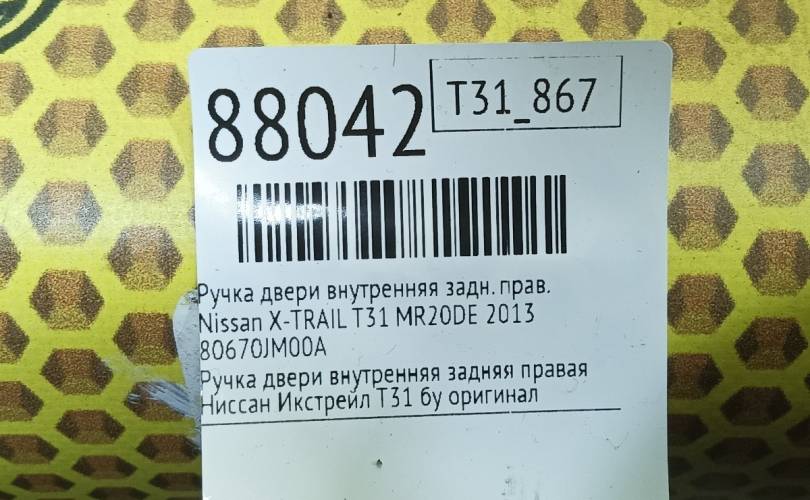 88042
T31_867
Ручка двери внутренняя задн. прав.
Nissan X-TRAIL T31 MR20DE 2013
80670JM00A
Ручка двери внутренняя задняя правая
Ниссан Икстрейл Т31 бу оригинал